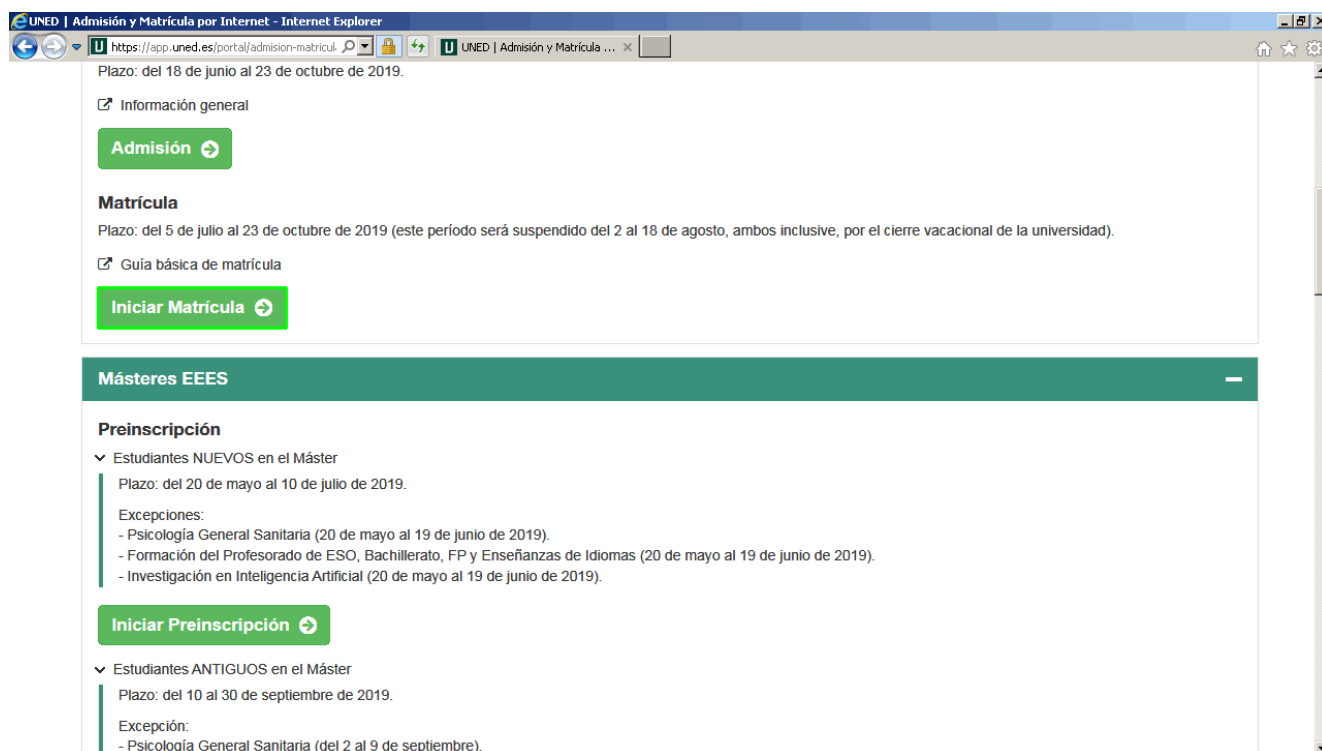 UNED | Admisión y Matrícula por Internet - Internet Explorer
https://app.uned.es/portal/admision-matricul
UNED | Admisión y Matrícula ...
Plazo: del 18 de junio al 23 de octubre de 2019.
Información general
Admisión
Matrícula
Plazo: del 5 de julio al 23 de octubre de 2019 (este período será suspendido del 2 al 18 de agosto, ambos inclusive, por el cierre vacacional de la universidad).
Guía básica de matrícula
Iniciar Matrícula
Másteres EEES
Preinscripción
Estudiantes NUEVOS en el Máster
Plazo: del 20 de mayo al 10 de julio de 2019.
Excepciones:
- Psicología General Sanitaria (20 de mayo al 19 de junio de 2019).
- Formación del Profesorado de ESO, Bachillerato, FP y Enseñanzas de Idiomas (20 de mayo al 19 de junio de 2019).
- Investigación en Inteligencia Artificial (20 de mayo al 19 de junio de 2019).
Iniciar Preinscripción
Estudiantes ANTIGUOS en el Máster
Plazo: del 10 al 30 de septiembre de 2019.
Excepción:
- Psicología General Sanitaria (del 2 al 9 de septiembre).